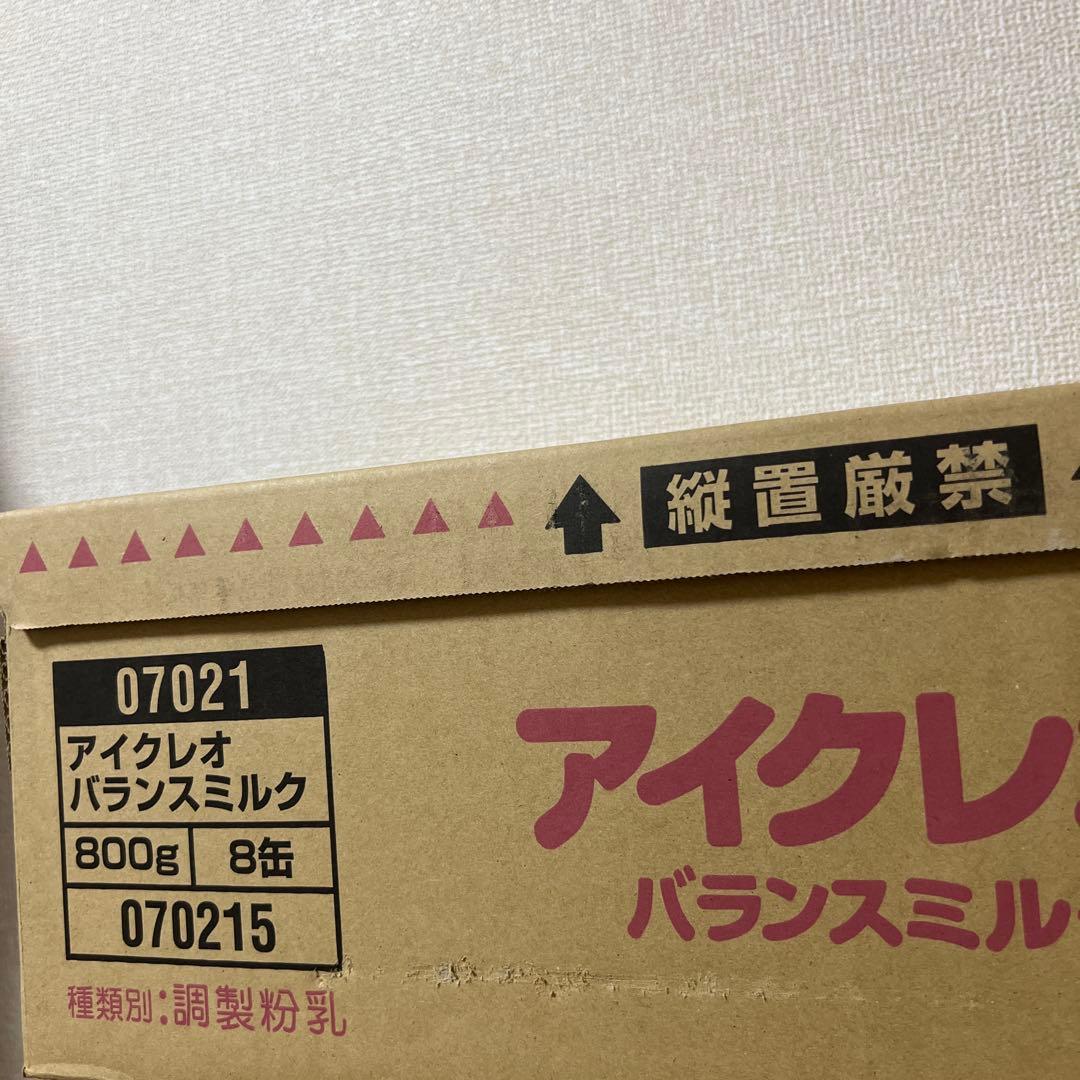 縦置厳禁
07021
アイクレオ
バランスミルク
800g 8缶
070215
種類別:調製粉乳
アイクレ
バランスミル